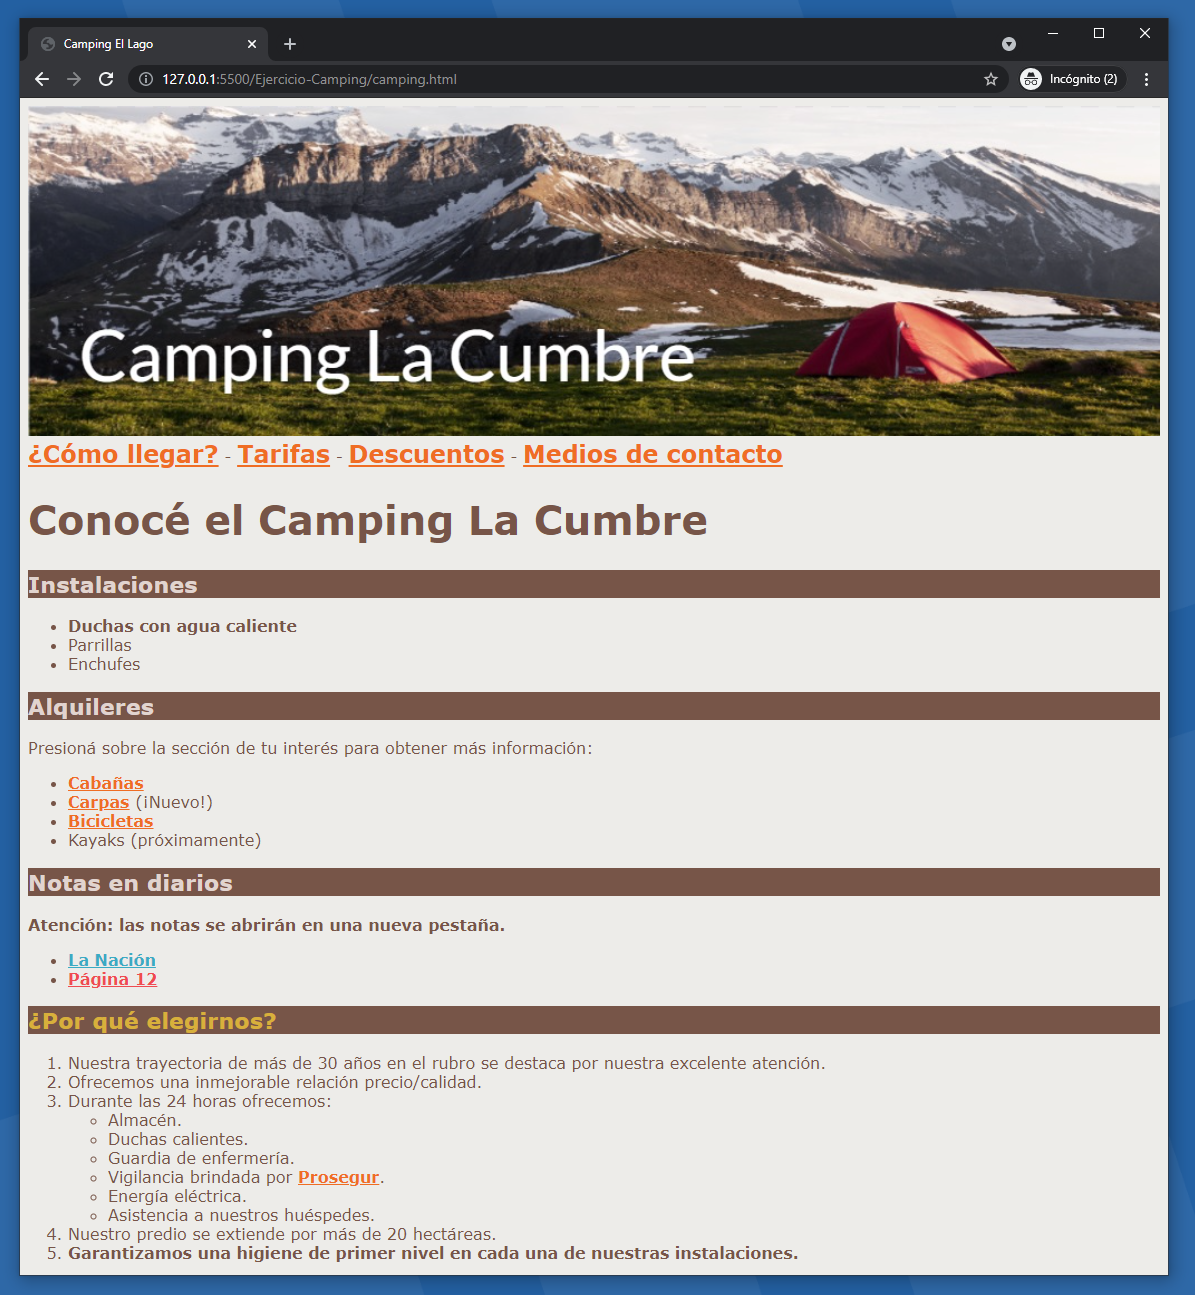 Camping El Lago
127.0.0.1:5500/Ejercicio-Camping/camping.html
Incógnito (2)
Camping La Cumbre
¿Cómo llegar? - Tarifas - Descuentos - Medios de contacto
Conocé el Camping La Cumbre
Instalaciones
• Duchas con agua caliente
• Parrillas
• Enchufes
Alquileres
Presioná sobre la sección de tu interés para obtener más información:
• Cabañas
• Carpas (¡Nuevo!)
• Bicicletas
• Kayaks (próximamente)
Notas en diarios
Atención: las notas se abrirán en una nueva pestaña.
• La Nación
• Página 12
¿Por qué elegirnos?
1. Nuestra trayectoria de más de 30 años en el rubro se destaca por nuestra excelente atención.
2. Ofrecemos una inmejorable relación precio/calidad.
3. Durante las 24 horas ofrecemos:
◦ Almacén.
◦ Duchas calientes.
◦ Guardia de enfermería.
◦ Vigilancia brindada por Prosegur.
◦ Energía eléctrica.
◦ Asistencia a nuestros huéspedes.
4. Nuestro predio se extiende por más de 20 hectáreas.
5. Garantizamos una higiene de primer nivel en cada una de nuestras instalaciones.